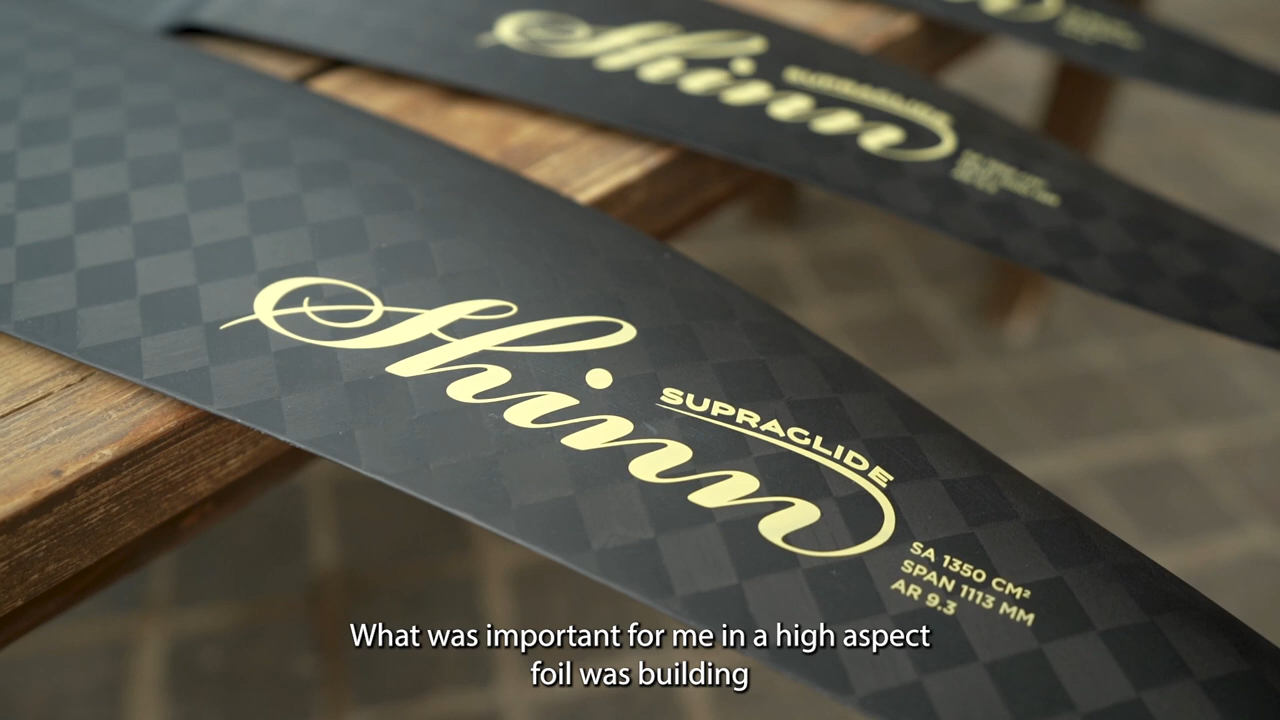 Shinn
SUPRAGLIDE
Shinn
SUPRAGLIDE
SA 1350 CM²
SPAN 1113 MM
AR 9.3
What was important for me in a high aspect
foil was building